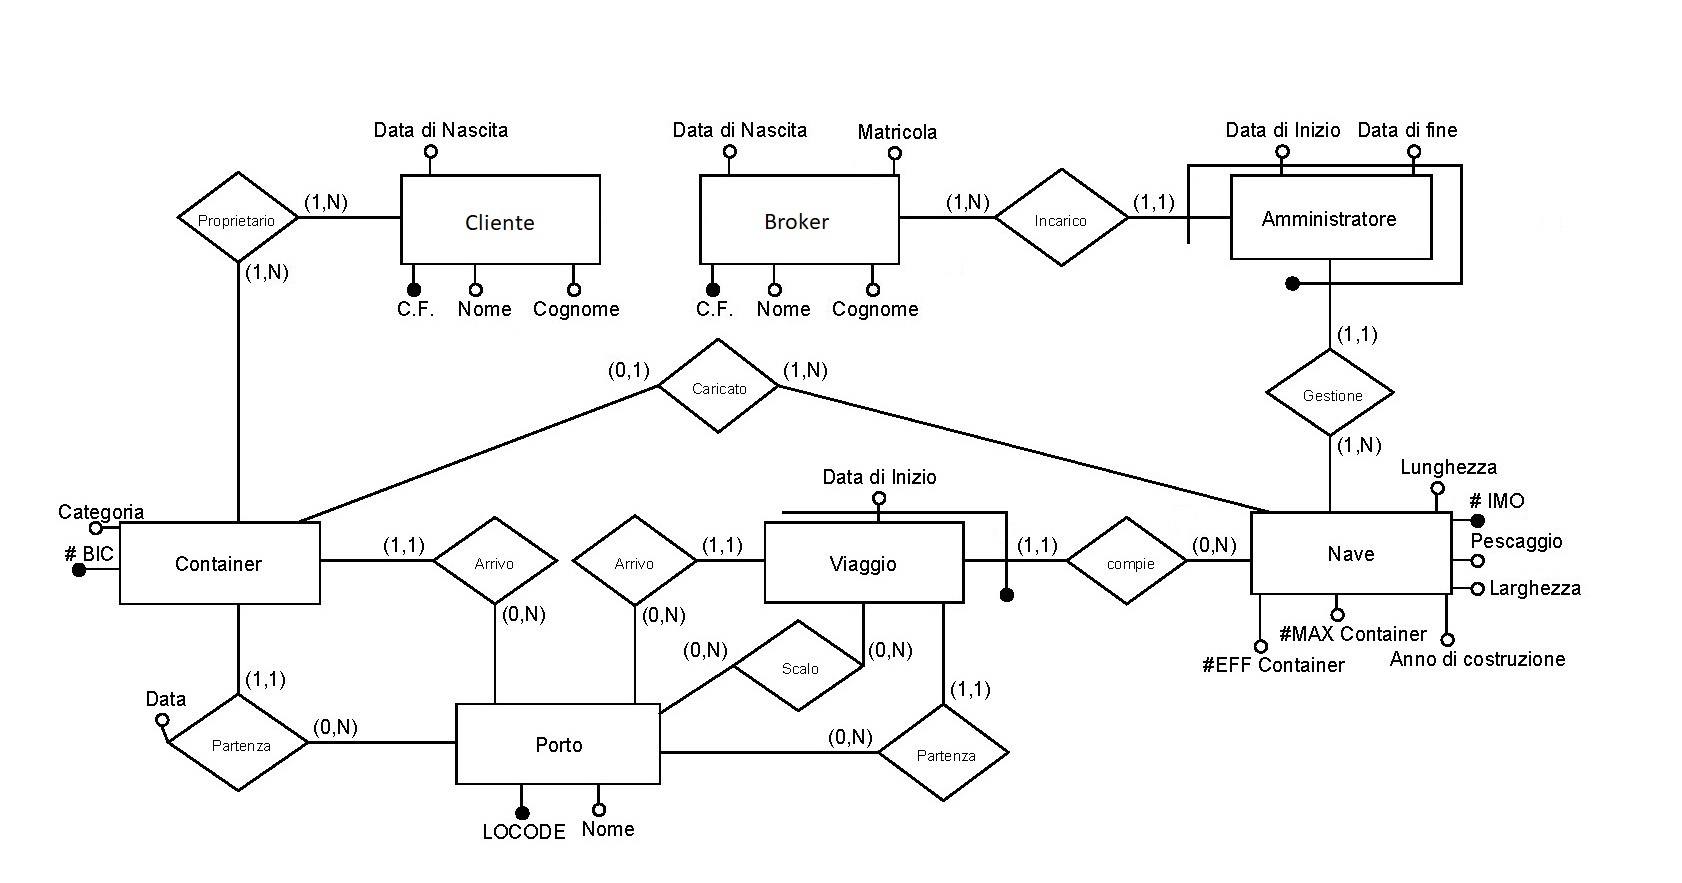 Data di Nascita
Data di Nascita
Matricola
Data di Inizio
Data di fine
Proprietario
(1,N)
Cliente
Broker
(1,N)
Incarico
(1,1)
Amministratore
(1,N)
C.F.
Nome
Cognome
C.F.
Nome
Cognome
(1,1)
(0,1)
Caricato
(1,N)
Gestione
(1,N)
Lunghezza
Data di Inizio
# IMO
Categoria
Pescaggio
# BIC
Container
(1,1)
Arrivo
Arrivo
(1,1)
Viaggio
(1,1)
compie
(0,N)
Nave
Larghezza
(0,N)
(0,N)
#MAX Container
(0,N)
Scalo
(0,N)
#EFF Container
Anno di costruzione
(1,1)
(1,1)
Data
Partenza
(0,N)
Porto
(0,N)
Partenza
LOCODE
Nome